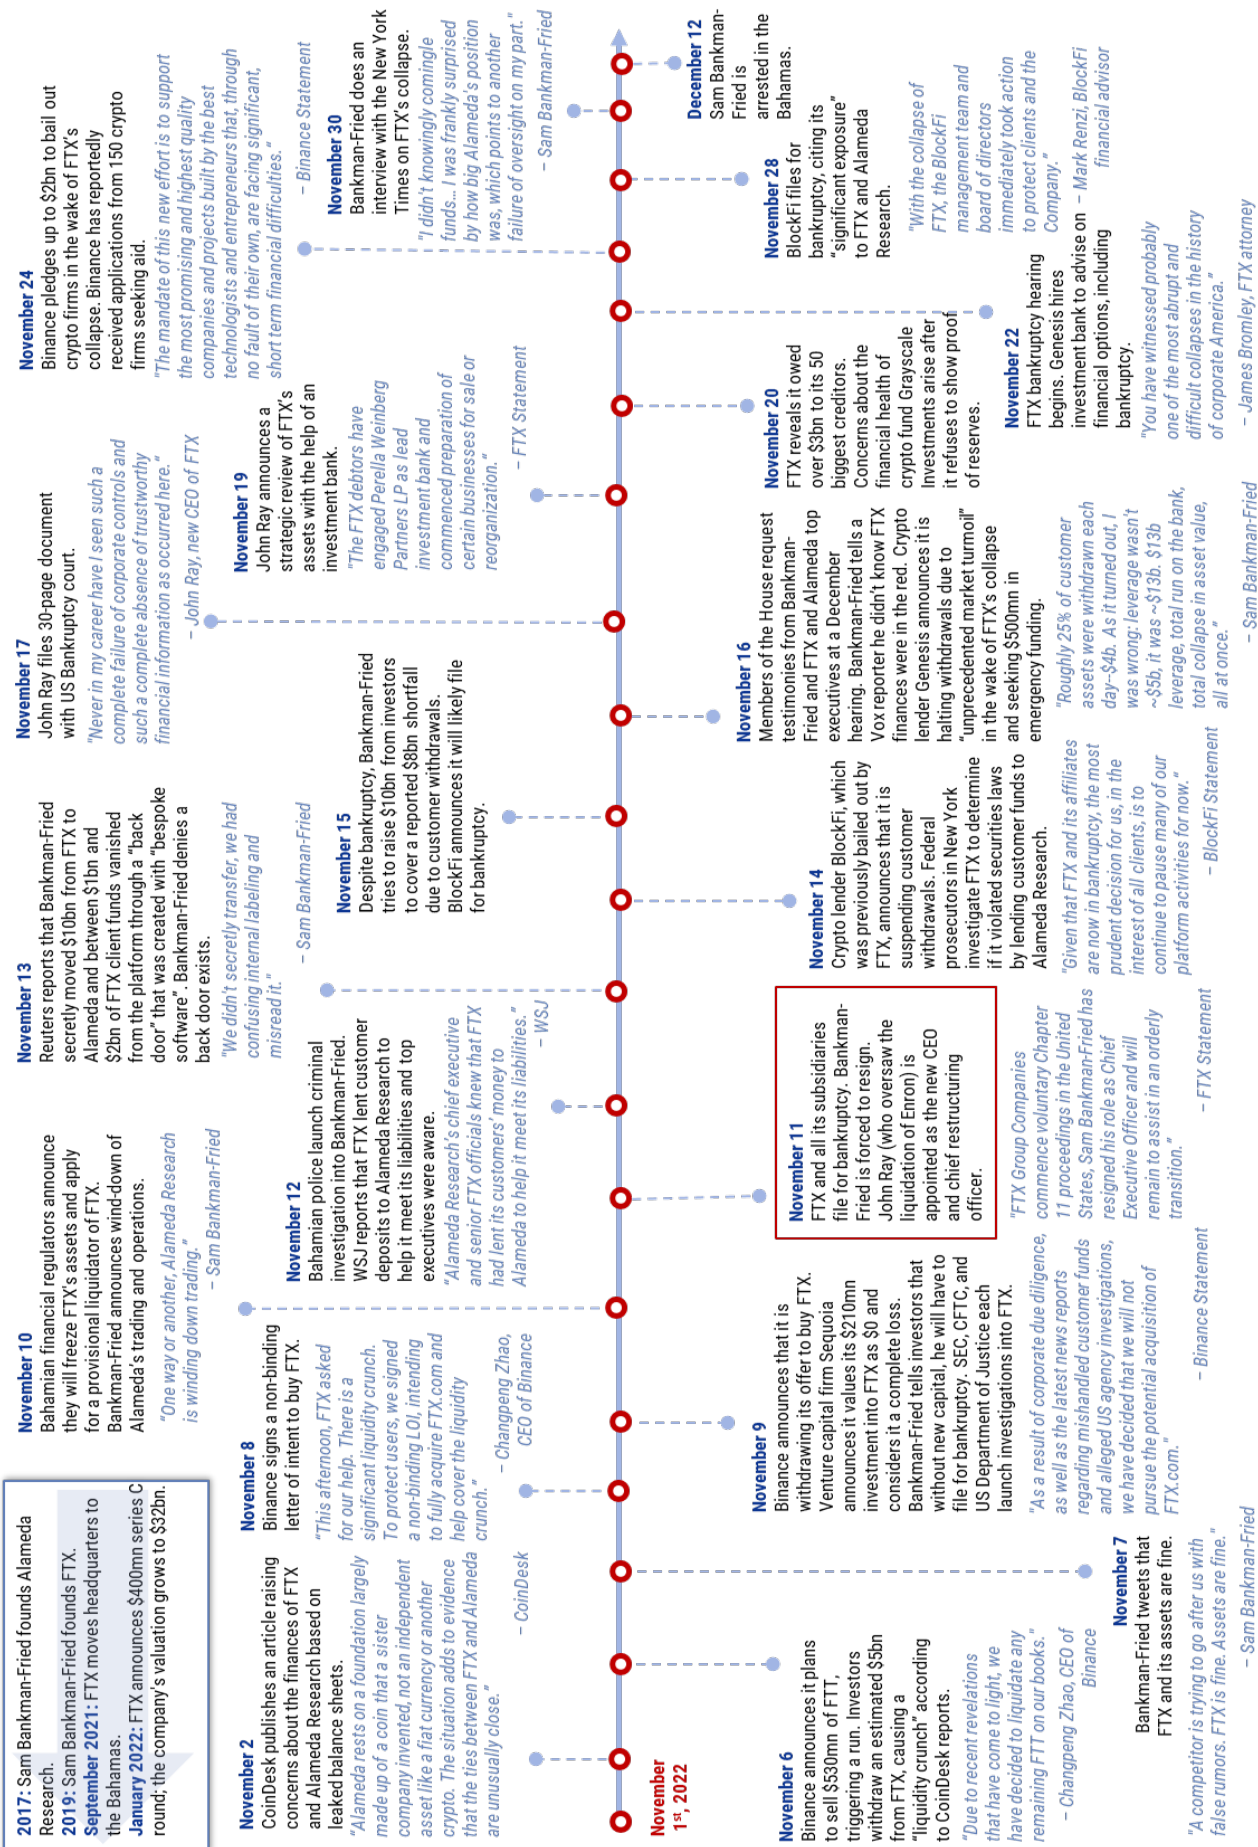 2017: Sam Bankman-Fried founds Alameda
Research.
2019: Sam Bankman-Fried founds FTX.
September 2021: FTX moves headquarters to
the Bahamas.
January 2022: FTX announces $400mn series C
round; the company's valuation grows to $32bn.
November 10
Bahamian financial regulators announce
they will freeze FTX's assets and apply
for a provisional liquidator of FTX.
Bankman-Fried announces wind-down of
Alameda's trading and operations.
"One way or another, Alameda Research
is winding down trading."
– Sam Bankman-Fried
November 13
Reuters reports that Bankman-Fried
secretly moved $10bn from FTX to
Alameda and between $1bn and
$2bn of FTX client funds vanished
from the platform through a "back
door" that was created with "bespoke
software". Bankman-Fried denies a
back door exists.
"We didn't secretly transfer, we had
confusing internal labeling and
misread it."
– Sam Bankman-Fried
November 17
John Ray files 30-page document
with US Bankruptcy court.
"Never in my career have I seen such a
complete failure of corporate controls and
such a complete absence of trustworthy
financial information as occurred here."
– John Ray, new CEO of FTX
November 24
Binance pledges up to $2bn to bail out
crypto firms in the wake of FTX's
collapse. Binance has reportedly
received applications from 150 crypto
firms seeking aid.
"The mandate of this new effort is to support
the most promising and highest quality
companies and projects built by the best
technologists and entrepreneurs that, through
no fault of their own, are facing significant,
short term financial difficulties."
– Binance Statement
November 2
CoinDesk publishes an article raising
concerns about the finances of FTX
and Alameda Research based on
leaked balance sheets.
"Alameda rests on a foundation largely
made up of a coin that a sister
company invented, not an independent
asset like a fiat currency or another
crypto. The situation adds to evidence
that the ties between FTX and Alameda
are unusually close."
– CoinDesk
November 8
Binance signs a non-binding
letter of intent to buy FTX.
"This afternoon, FTX asked
for our help. There is a
significant liquidity crunch.
To protect users, we signed
a non-binding LOI, intending
to fully acquire FTX.com and
help cover the liquidity
crunch."
– Changpeng Zhao,
CEO of Binance
November 12
Bahamian police launch criminal
investigation into Bankman-Fried.
WSJ reports that FTX lent customer
deposits to Alameda Research to
help it meet its liabilities and top
executives were aware.
"Alameda Research's chief executive
and senior FTX officials knew that FTX
had lent its customers' money to
Alameda to help it meet its liabilities."
– WSJ
November 15
Despite bankruptcy, Bankman-Fried
tries to raise $10bn from investors
to cover a reported $8bn shortfall
due to customer withdrawals.
BlockFi announces it will likely file
for bankruptcy.
November 19
John Ray announces a
strategic review of FTX's
assets with the help of an
investment bank.
"The FTX debtors have
engaged Perella Weinberg
Partners LP as lead
investment bank and
commenced preparation of
certain businesses for sale or
reorganization."
– FTX Statement
November 30
Bankman-Fried does an
interview with the New York
Times on FTX's collapse.
"I didn't knowingly comingle
funds... I was frankly surprised
by how big Alameda's position
was, which points to another
failure of oversight on my part."
– Sam Bankman-Fried
November
1st, 2022
November 6
Binance announces it plans
to sell $530mn of FTT,
triggering a run. Investors
withdraw an estimated $5bn
from FTX, causing a
"liquidity crunch" according
to CoinDesk reports.
"Due to recent revelations
that have come to light, we
have decided to liquidate any
remaining FTT on our books."
– Changpeng Zhao, CEO of
Binance
November 7
Bankman-Fried tweets that
FTX and its assets are fine.
"A competitor is trying to go after us with
false rumors. FTX is fine. Assets are fine."
– Sam Bankman-Fried
November 9
Binance announces that it is
withdrawing its offer to buy FTX.
Venture capital firm Sequoia
announces it values its $210mn
investment into FTX as $0 and
considers it a complete loss.
Bankman-Fried tells investors that
without new capital, he will have to
file for bankruptcy. SEC, CFTC, and
US Department of Justice each
launch investigations into FTX.
"As a result of corporate due diligence,
as well as the latest news reports
regarding mishandled customer funds
and alleged US agency investigations,
we have decided that we will not
pursue the potential acquisition of
FTX.com."
– Binance Statement
November 11
FTX and all its subsidiaries
file for bankruptcy. Bankman-
Fried is forced to resign.
John Ray (who oversaw the
liquidation of Enron) is
appointed as the new CEO
and chief restructuring
officer.
"FTX Group Companies
commence voluntary Chapter
11 proceedings in the United
States, Sam Bankman-Fried has
resigned his role as Chief
Executive Officer and will
remain to assist in an orderly
transition."
– FTX Statement
November 14
Crypto lender BlockFi, which
was previously bailed out by
FTX, announces that it is
suspending customer
withdrawals. Federal
prosecutors in New York
investigate FTX to determine
if it violated securities laws
by lending customer funds to
Alameda Research.
"Given that FTX and its affiliates
are now in bankruptcy, the most
prudent decision for us, in the
interest of all clients, is to
continue to pause many of our
platform activities for now."
– BlockFi Statement
November 16
Members of the House request
testimonies from Bankman-
Fried and FTX and Alameda top
executives at a December
hearing. Bankman-Fried tells a
Vox reporter he didn't know FTX
finances were in the red. Crypto
lender Genesis announces it is
halting withdrawals due to
"unprecedented market turmoil"
in the wake of FTX's collapse
and seeking $500mn in
emergency funding.
"Roughly 25% of customer
assets were withdrawn each
day–$4b. As it turned out, I
was wrong: leverage wasn't
~$5b, it was ~$13b. $13b
leverage, total run on the bank,
total collapse in asset value,
all at once."
– Sam Bankman-Fried
November 20
FTX reveals it owed
over $3bn to its 50
biggest creditors.
Concerns about the
financial health of
crypto fund Grayscale
Investments arise after
it refuses to show proof
of reserves.
November 22
FTX bankruptcy hearing
begins. Genesis hires
investment bank to advise on
financial options, including
bankruptcy.
"You have witnessed probably
one of the most abrupt and
difficult collapses in the history
of corporate America."
– James Bromley, FTX attorney
November 28
BlockFi files for
bankruptcy, citing its
"significant exposure"
to FTX and Alameda
Research.
"With the collapse of
FTX, the BlockFi
management team and
board of directors
immediately took action
to protect clients and the
Company."
– Mark Renzi, BlockFi
financial advisor
December 12
Sam Bankman-
Fried is
arrested in the
Bahamas.